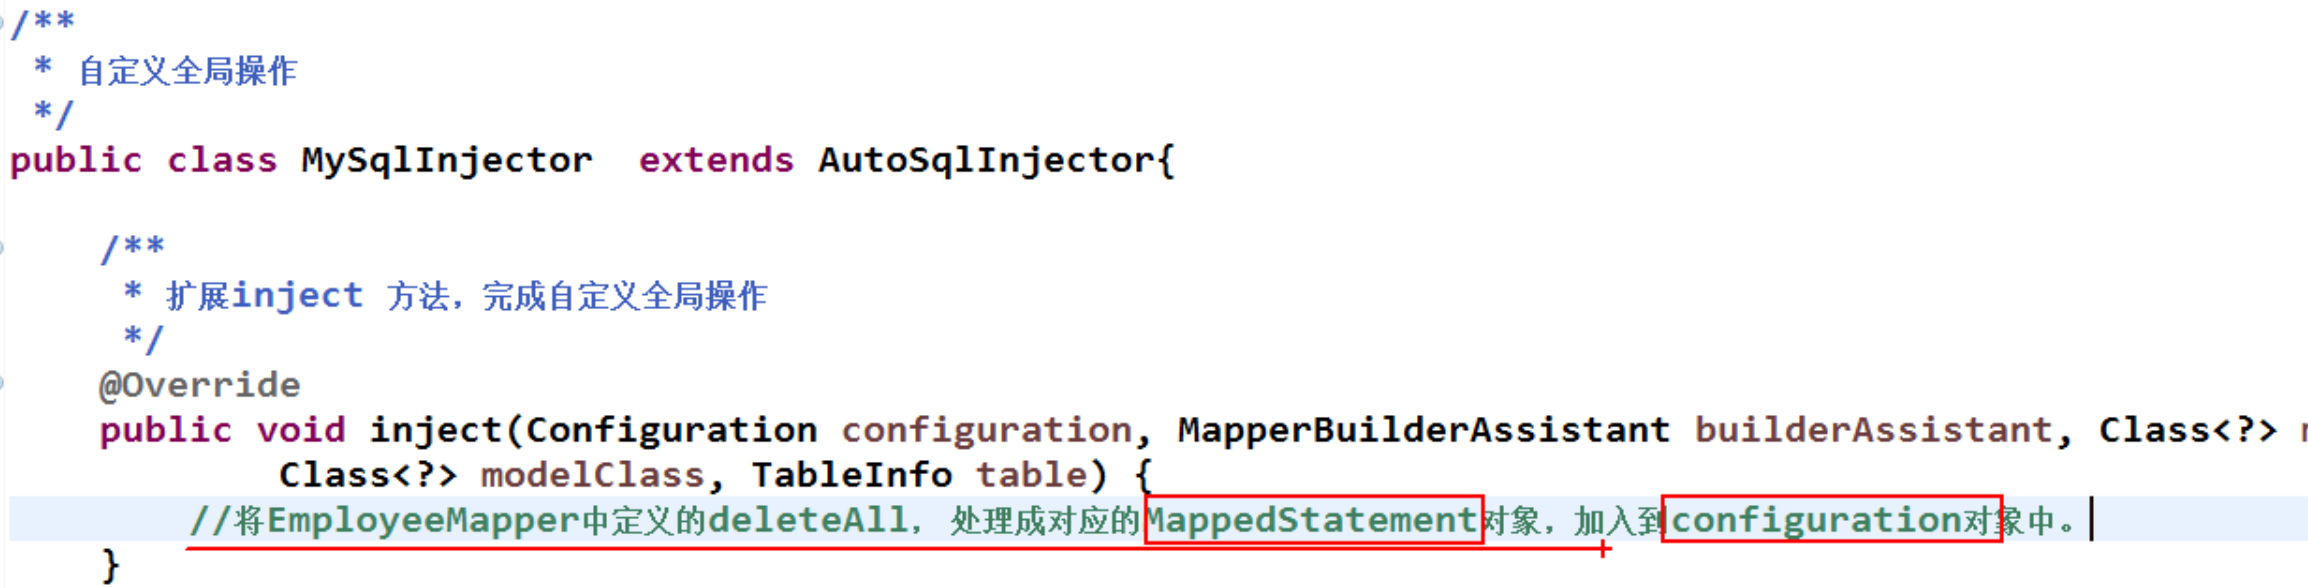 /**
 * 自定义全局操作
 */
public class MySqlInjector  extends AutoSqlInjector{
/**
 * 扩展inject 方法，完成自定义全局操作
 */
@Override
public void inject(Configuration configuration, MapperBuilderAssistant builderAssistant, Class<?>
Class<?> modelClass, TableInfo table) {
//将EmployeeMapper中定义的deleteAll， 处理成对应的MappedStatement对象，加入到configuration对象中。
}